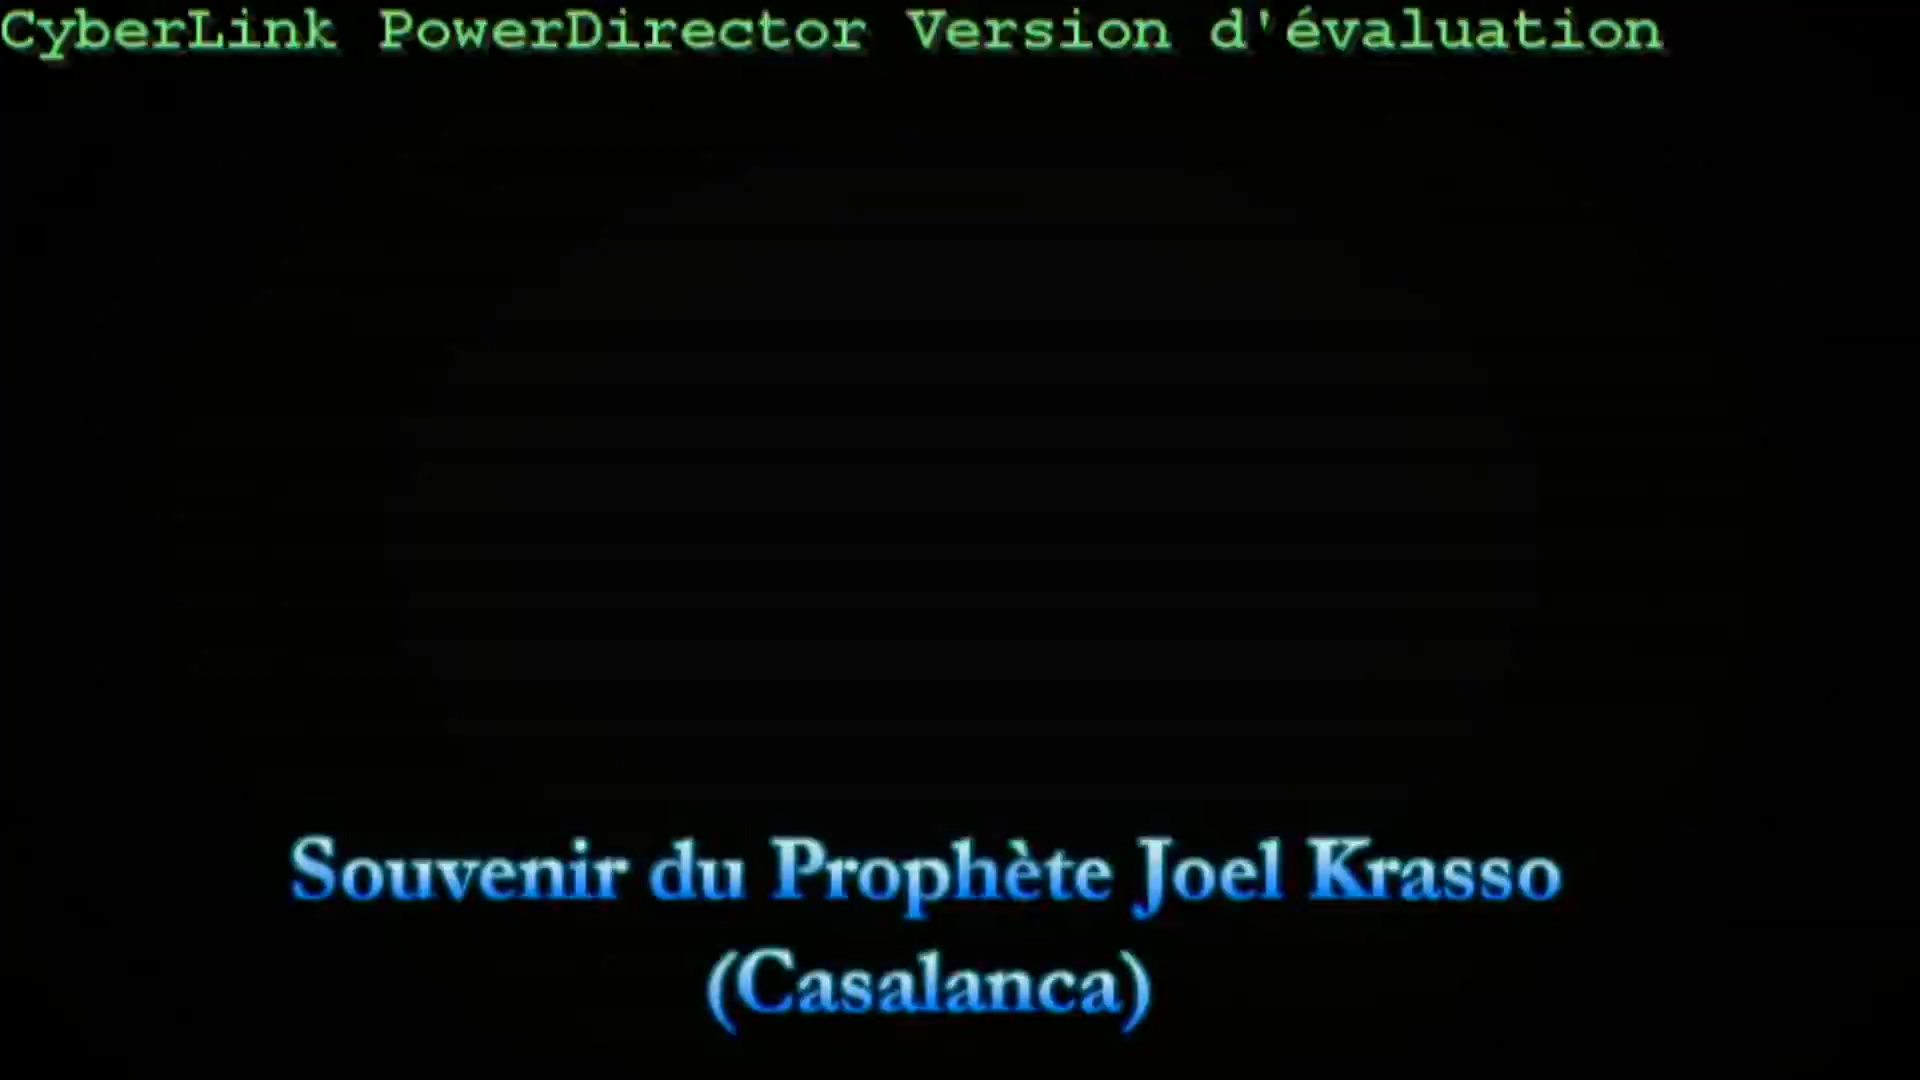 CyberLink PowerDirector Version d'évaluation
Souvenir du Prophète Joel Krasso
(Casalanca)